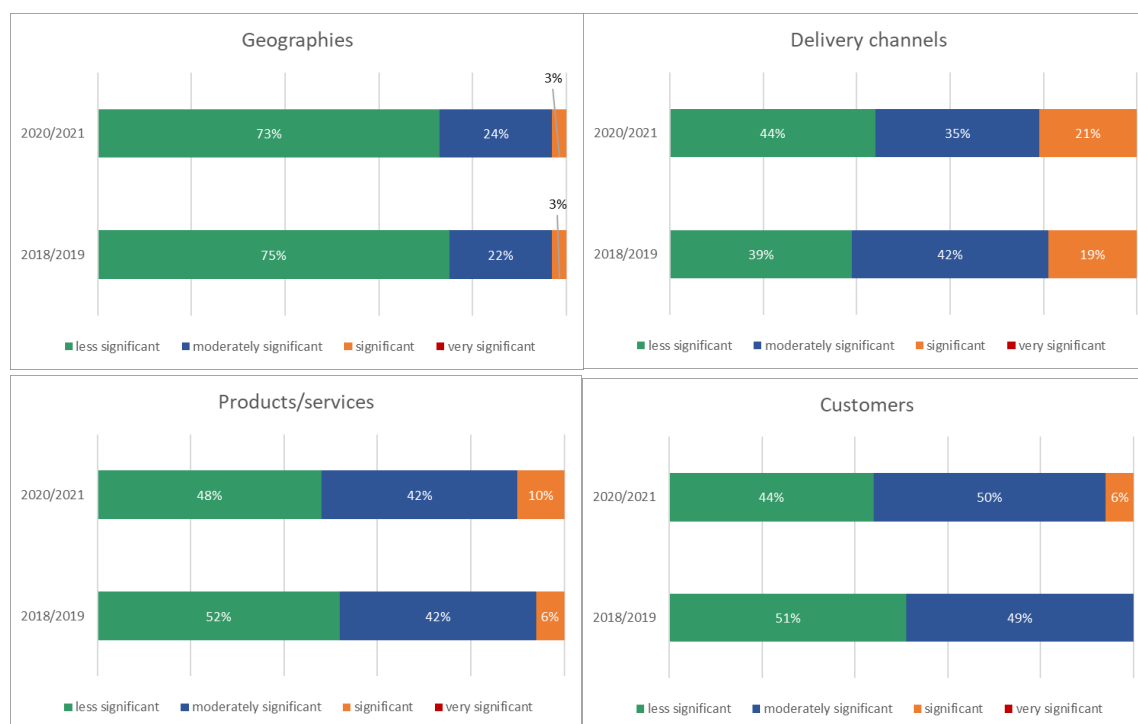 Geographies
3%
2020/2021
73%
24%
3%
2018/2019
75%
22%
less significant
moderately significant
significant
very significant
Delivery channels
2020/2021
44%
35%
21%
2018/2019
39%
42%
19%
less significant
moderately significant
significant
very significant
Products/services
2020/2021
48%
42%
10%
2018/2019
52%
42%
6%
less significant
moderately significant
significant
very significant
Customers
2020/2021
44%
50%
6%
2018/2019
51%
49%
less significant
moderately significant
significant
very significant